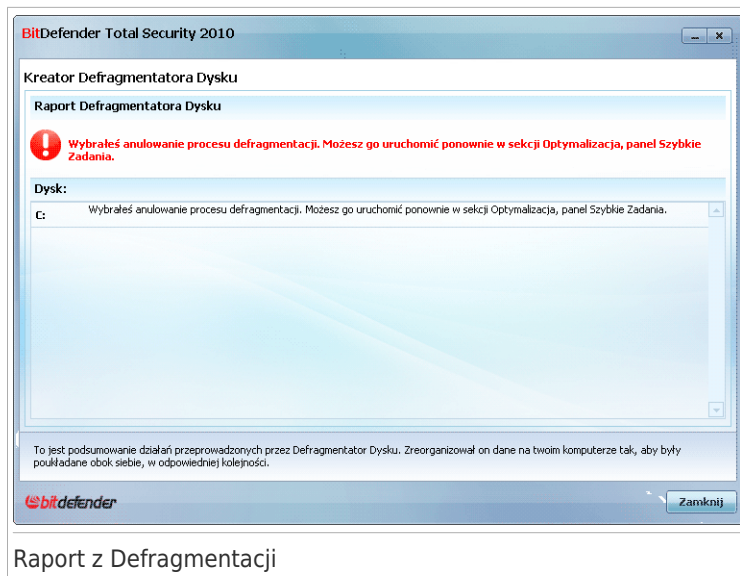 BitDefender Total Security 2010
Kreator Defragmentatora Dysku
Raport Defragmentatora Dysku
Wybrałeś anulowanie procesu defragmentacji. Możesz go uruchomić ponownie w sekcji Optymalizacja, panel Szybkie
Zadania.
Dysk:
C: Wybrałeś anulowanie procesu defragmentacji. Możesz go uruchomić ponownie w sekcji Optymalizacja, panel Szybkie Zadania.
To jest podsumowanie działań przeprowadzonych przez Defragmentator Dysku. Zreorganizował on dane na twoim komputerze tak, aby były
poukładane obok siebie, w odpowiedniej kolejności.
bitdefender
Zamknij
Raport z Defragmentacji